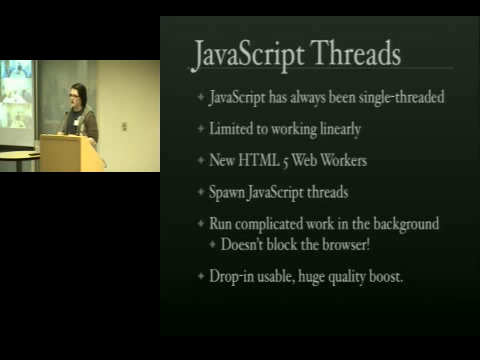 JavaScript Threads
JavaScript has always been single-threaded
Limited to working linearly
New HTML 5 Web Workers
Spawn JavaScript threads
Run complicated work in the background
Doesn't block the browser!
Drop-in usable, huge quality boost.